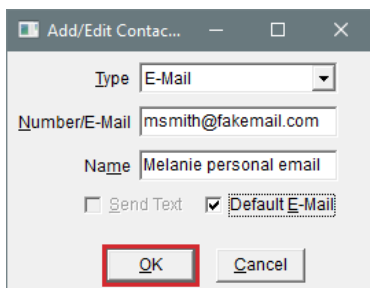 Add/Edit Contac...
Type E-Mail
Number/E-Mail msmith@fakemail.com
Name Melanie personal email
Send Text Default E-Mail
OK Cancel